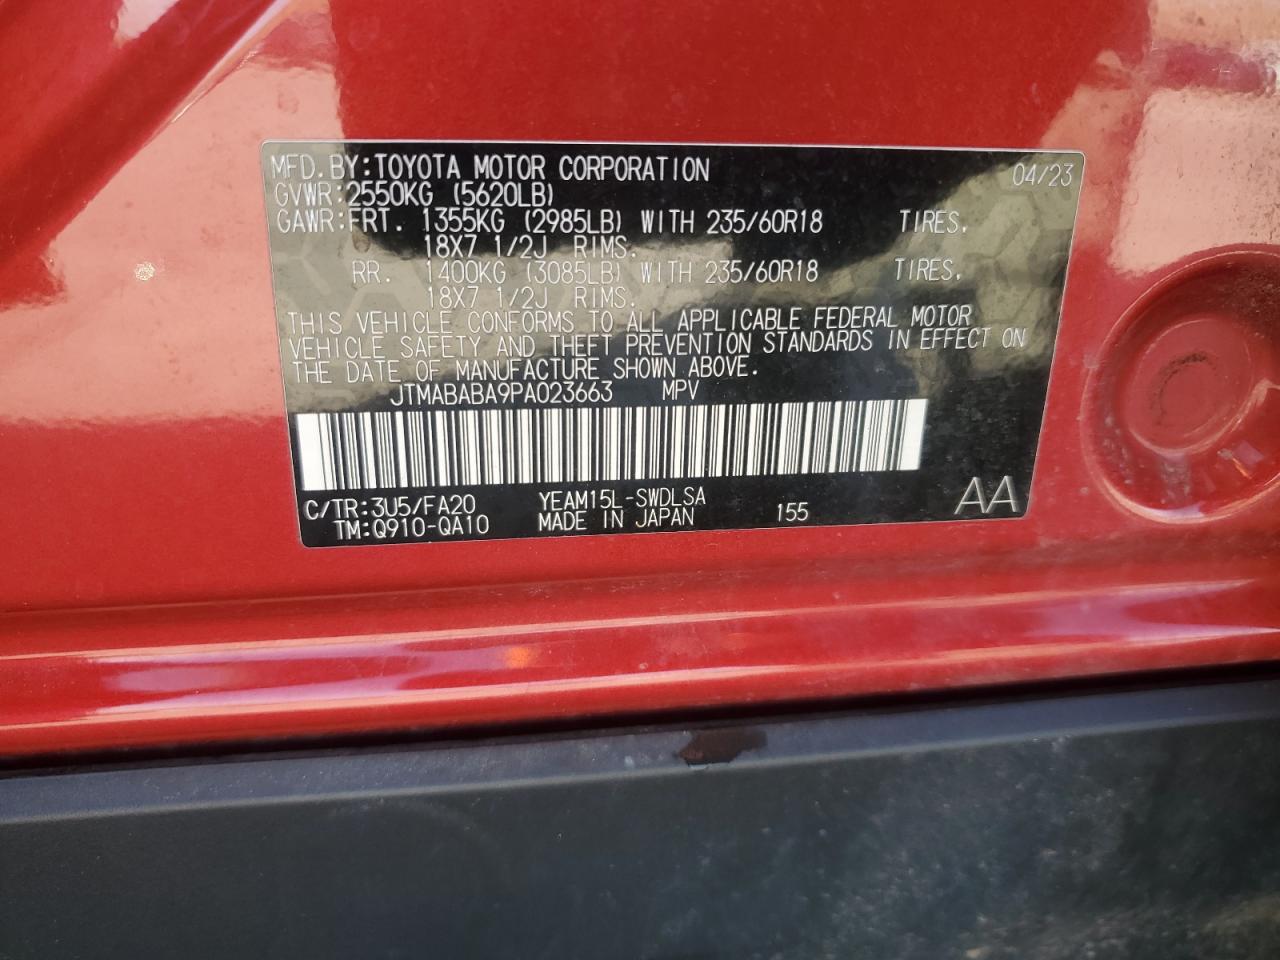 MFD. BY: TOYOTA MOTOR CORPORATION 04/23
GVWR: 2550KG (5620LB)
GAWR: FRT. 1355KG (2985LB) WITH 235/60R18 TIRES.
18X7 1/2J RIMS.
RR. 1400KG (3085LB) WITH 235/60R18 TIRES.
18X7 1/2J RIMS.
THIS VEHICLE CONFORMS TO ALL APPLICABLE FEDERAL MOTOR
VEHICLE SAFETY AND THEFT PREVENTION STANDARDS IN EFFECT ON
THE DATE OF MANUFACTURE SHOWN ABOVE.
JTMABABA9PA023663 MPV
C/TR: 3U5/FA20 YEAM15L-SWDLSA AA
TM: Q910-QA10 MADE IN JAPAN 155